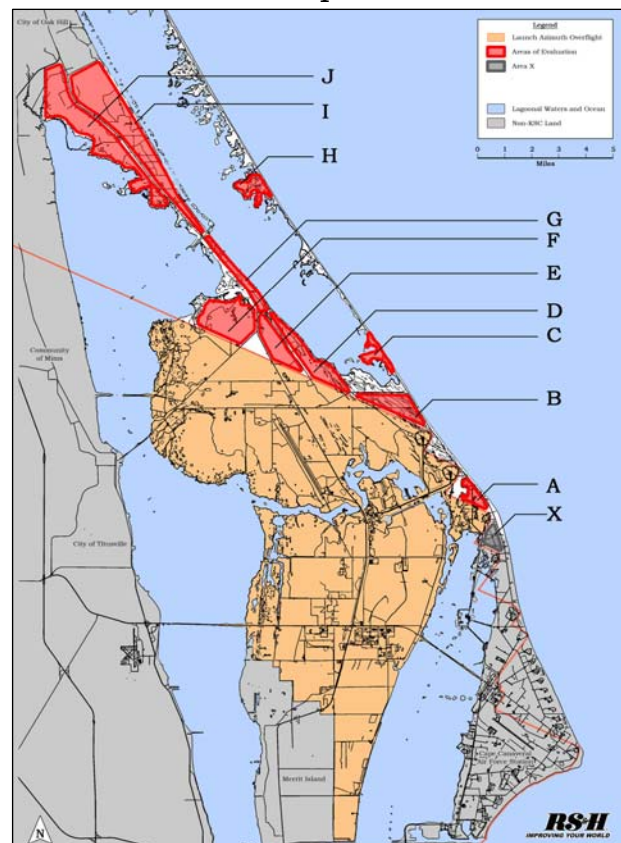 City of Oak Hill
Legend
Launch Azimuth Overflight
Areas of Evaluation
Area X
Lagoonal Waters and Ocean
Non-KSC Land
0 1 2 3 4 5
Miles
J
I
H
G
F
E
D
C
B
A
X
Community
of Mims
City of Titusville
Cape Canaveral
Air Force Station
Merrit Island
N
RS&H
IMPROVING YOUR WORLD